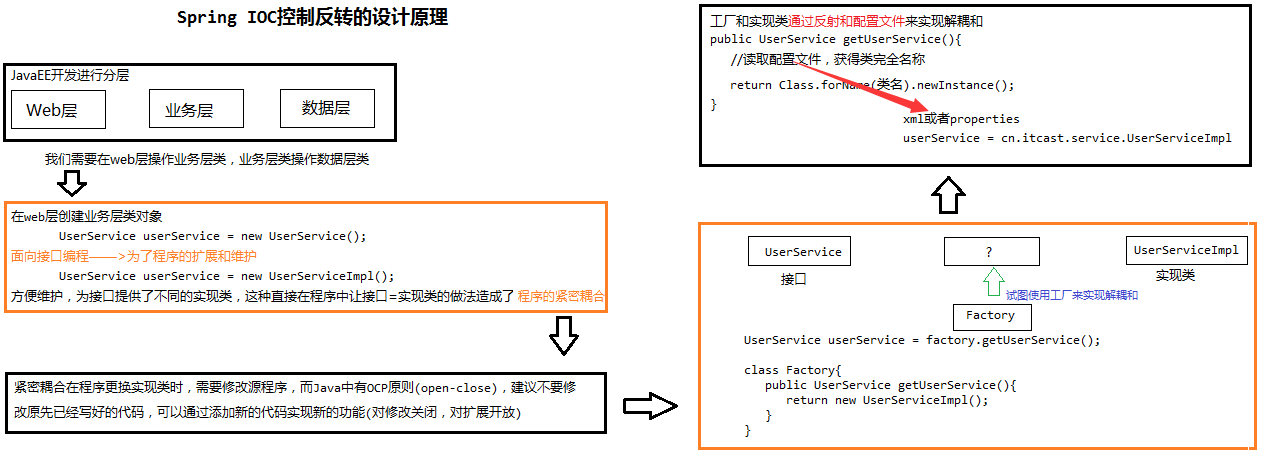 Spring IOC控制反转的设计原理
JavaEE开发进行分层
Web层
业务层
数据层
我们需要在web层操作业务层类，业务层类操作数据层类
在web层创建业务层类对象
UserService userService = new UserService();
面向接口编程——>为了程序的扩展和维护
UserService userService = new UserServiceImpl();
方便维护，为接口提供了不同的实现类，这种直接在程序中让接口=实现类的做法造成了 程序的紧密耦合
紧密耦合在程序更换实现类时，需要修改源程序，而Java中有OCP原则(open-close)，建议不要修
改原先已经写好的代码，可以通过添加新的代码实现新的功能(对修改关闭，对扩展开放)
UserService
接口
?
UserServiceImpl
实现类
试图使用工厂来实现解耦和
Factory
UserService userService = factory.getUserService();
class Factory{
public UserService getUserService(){
return new UserServiceImpl();
}
}
工厂和实现类通过反射和配置文件来实现解耦和
public UserService getUserService(){
//读取配置文件，获得类完全名称
return Class.forName(类名).newInstance();
}
xml或者properties
userService = cn.itcast.service.UserServiceImpl